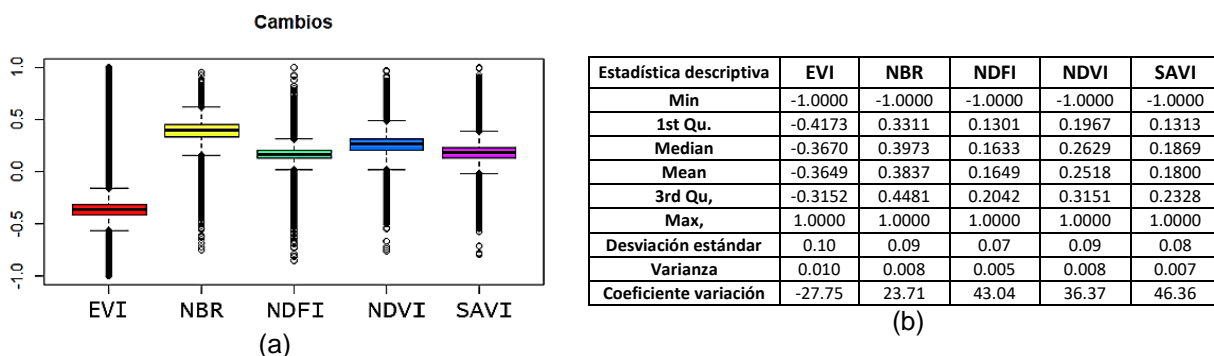 Cambios
1.0
0.5
0.0
-0.5
-1.0
EVI NBR NDFI NDVI SAVI
(a)
Estadística descriptiva EVI NBR NDFI NDVI SAVI
Min -1.0000 -1.0000 -1.0000 -1.0000 -1.0000
1st Qu. -0.4173 0.3311 0.1301 0.1967 0.1313
Median -0.3670 0.3973 0.1633 0.2629 0.1869
Mean -0.3649 0.3837 0.1649 0.2518 0.1800
3rd Qu, -0.3152 0.4481 0.2042 0.3151 0.2328
Max, 1.0000 1.0000 1.0000 1.0000 1.0000
Desviación estándar 0.10 0.09 0.07 0.09 0.08
Varianza 0.010 0.008 0.005 0.008 0.007
Coeficiente variación -27.75 23.71 43.04 36.37 46.36
(b)